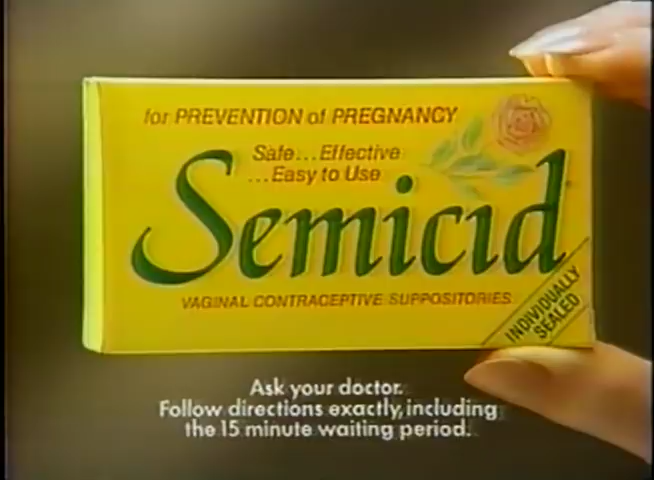 for PREVENTION of PREGNANCY
Safe...Effective
...Easy to Use
Semicid
VAGINAL CONTRACEPTIVE SUPPOSITORIES
INDIVIDUALLY
SEALED
Ask your doctor.
Follow directions exactly, including
the 15 minute waiting period.